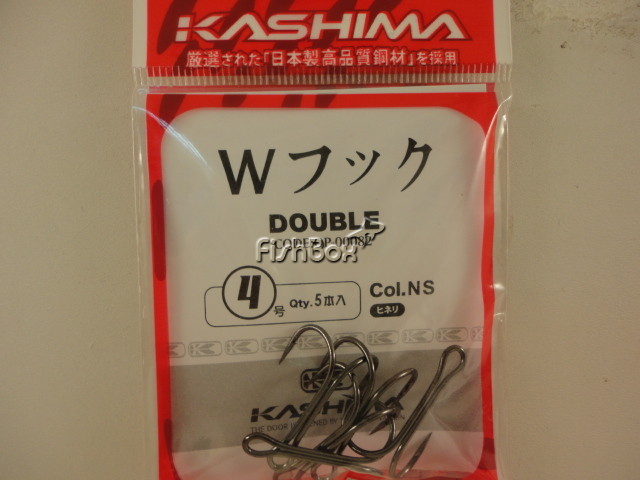 KASHIMA
厳選された「日本製高品質鋼材」を採用
Wフック
DOUBLE
FishBox
4号 Qty.5本入
Col.NS
ヒネリ
KASHIMA